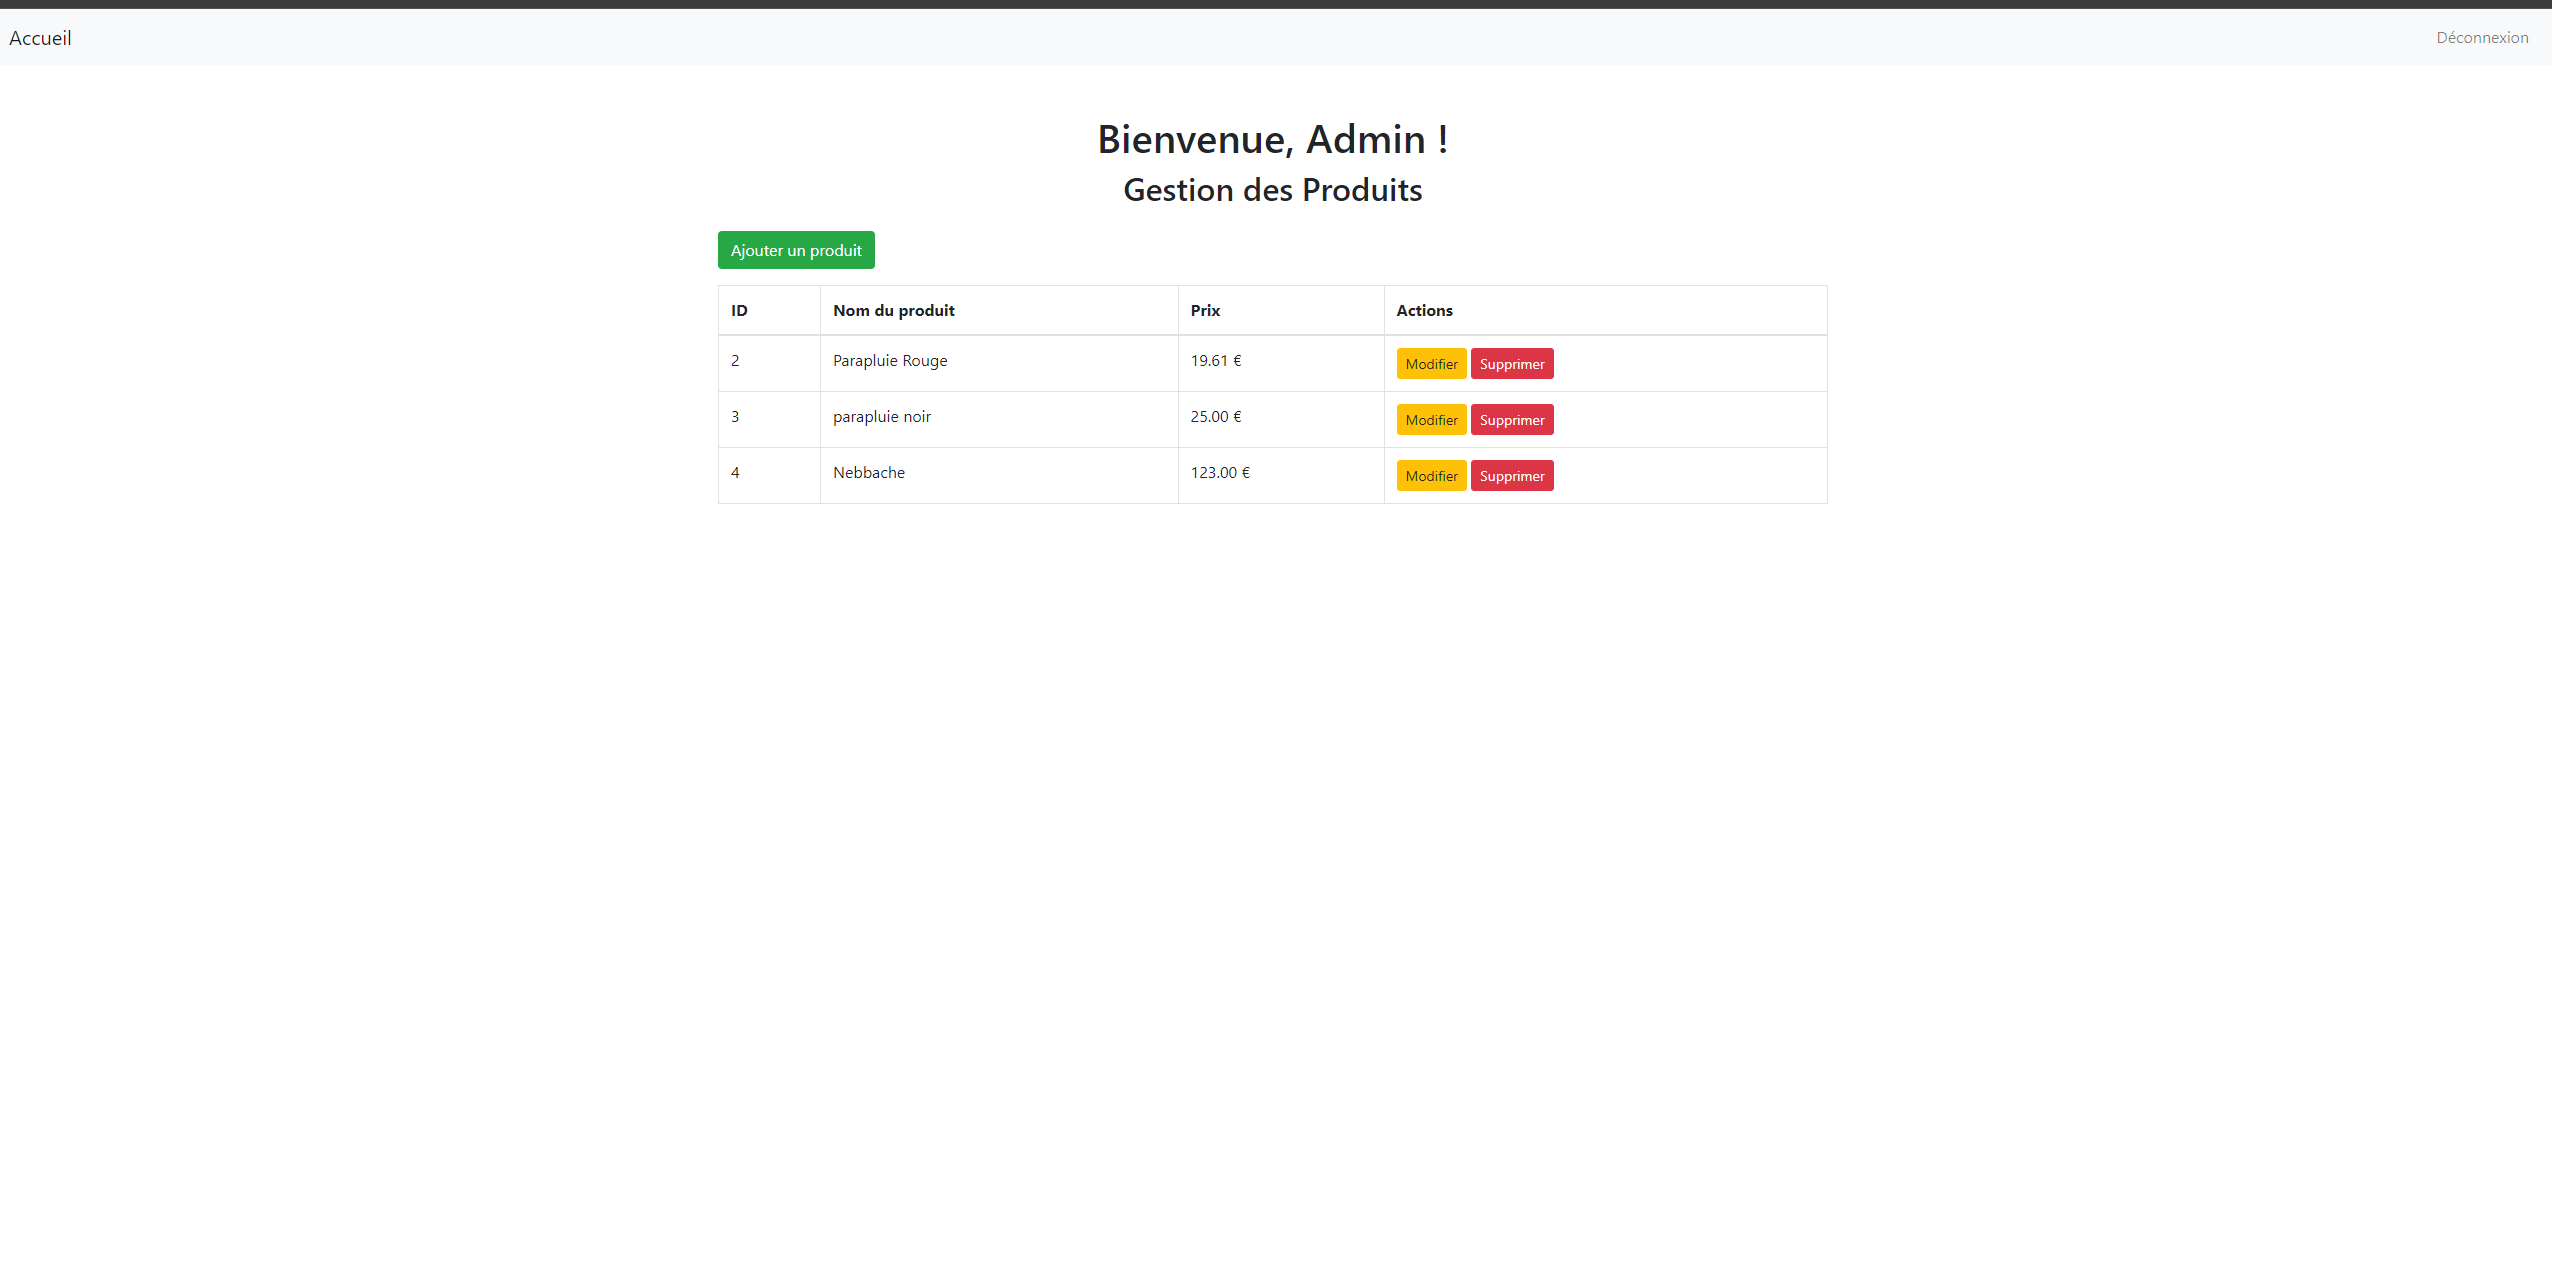 Accueil Déconnexion
Bienvenue, Admin !
Gestion des Produits
Ajouter un produit
ID Nom du produit Prix Actions
2 Parapluie Rouge 19.61 € Modifier Supprimer
3 parapluie noir 25.00 € Modifier Supprimer
4 Nebbache 123.00 € Modifier Supprimer